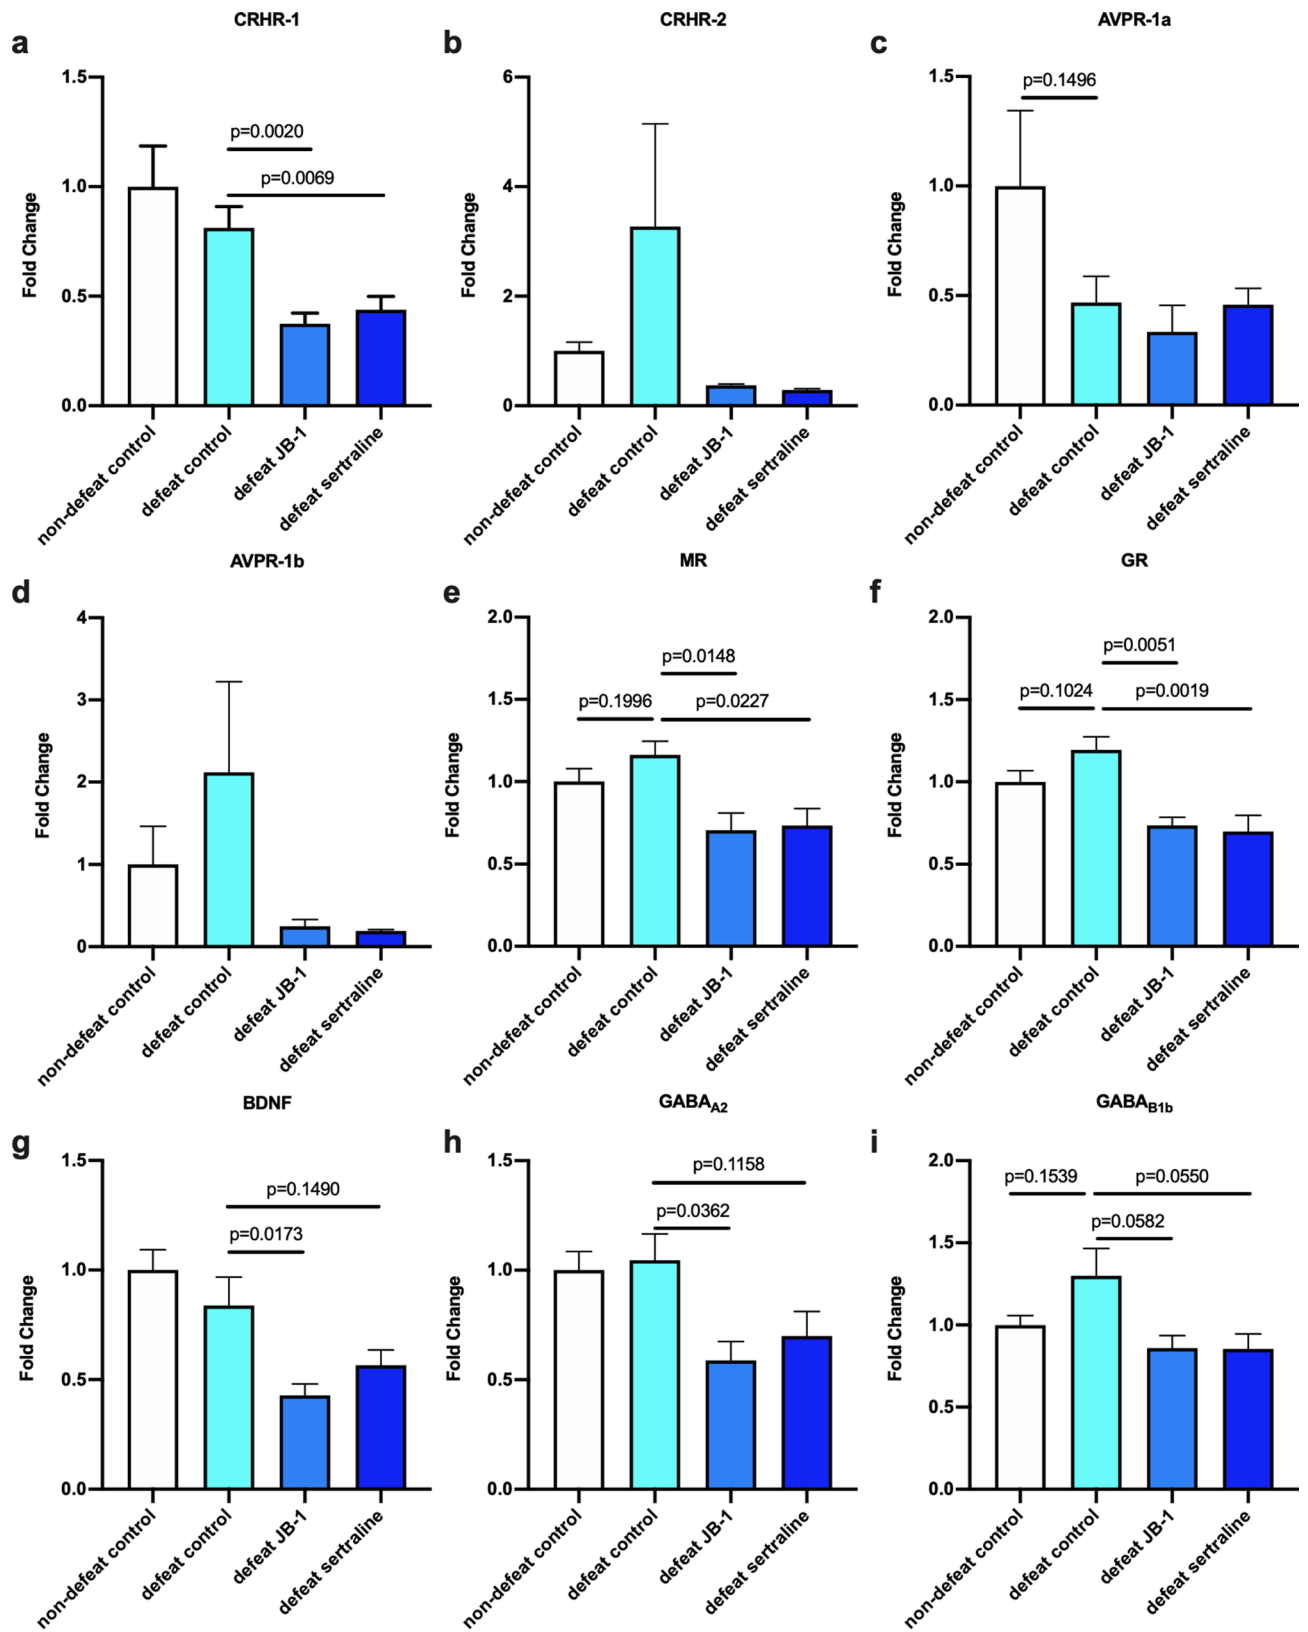 CRHR-1
a
1.5
1.0
0.5
0.0
Fold Change
p=0.0020
p=0.0069
non-defeat control
defeat control
defeat JB-1
defeat sertraline
CRHR-2
b
6
4
2
0
Fold Change
non-defeat control
defeat control
defeat JB-1
defeat sertraline
AVPR-1a
c
1.5
1.0
0.5
0.0
Fold Change
p=0.1496
non-defeat control
defeat control
defeat JB-1
defeat sertraline
AVPR-1b
d
4
3
2
1
0
Fold Change
non-defeat control
defeat control
defeat JB-1
defeat sertraline
MR
e
2.0
1.5
1.0
0.5
0.0
Fold Change
p=0.0148
p=0.1996
p=0.0227
non-defeat control
defeat control
defeat JB-1
defeat sertraline
GR
f
2.0
1.5
1.0
0.5
0.0
Fold Change
p=0.0051
p=0.1024
p=0.0019
non-defeat control
defeat control
defeat JB-1
defeat sertraline
BDNF
g
1.5
1.0
0.5
0.0
Fold Change
p=0.1490
p=0.0173
non-defeat control
defeat control
defeat JB-1
defeat sertraline
GABAA2
h
1.5
1.0
0.5
0.0
Fold Change
p=0.1158
p=0.0362
non-defeat control
defeat control
defeat JB-1
defeat sertraline
GABAB1b
i
2.0
1.5
1.0
0.5
0.0
Fold Change
p=0.1539
p=0.0550
p=0.0582
non-defeat control
defeat control
defeat JB-1
defeat sertraline